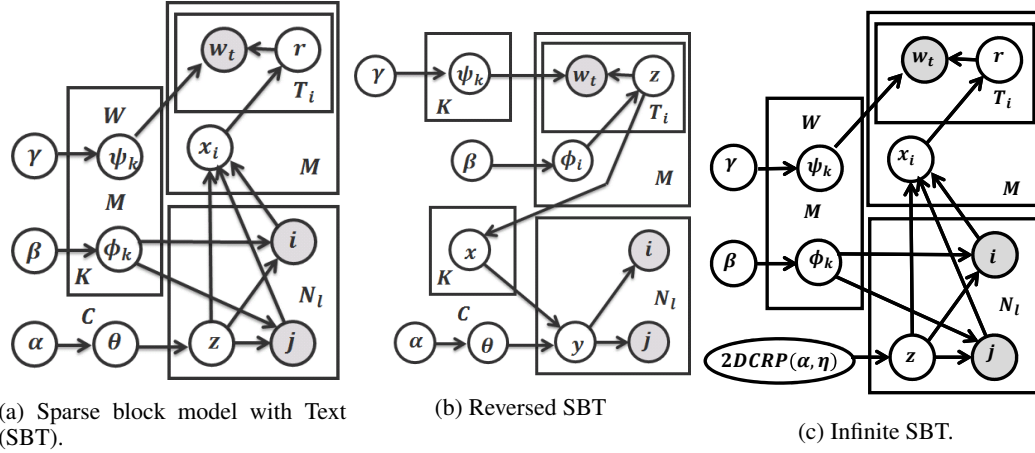 w_t r
T_i
W
γ ψ_k x_i M
M
β ϕ_k i
K N_l
C
α θ z j
(a) Sparse block model with Text
(SBT).
γ ψ_k w_t z
K T_i
β ϕ_i
M
x i
K N_l
C
α θ y j
(b) Reversed SBT
w_t r
T_i
W
γ ψ_k x_i M
M
β ϕ_k i
N_l
2DCRP(α, η) z j
(c) Infinite SBT.